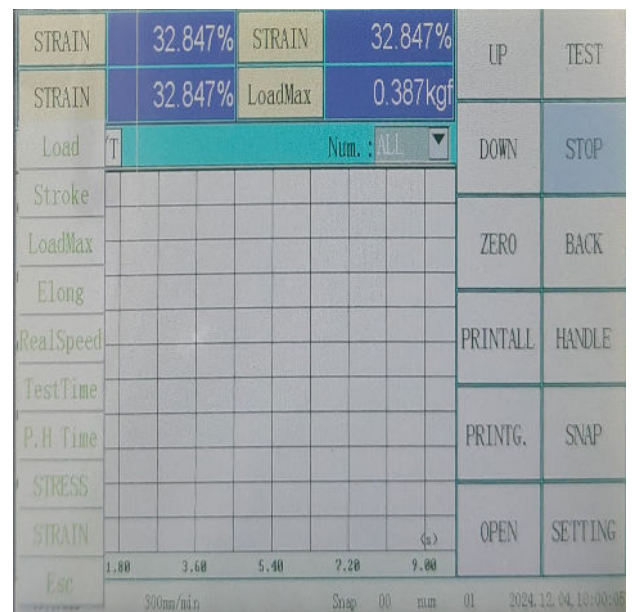 STRAIN 32.847% STRAIN 32.847% UP TEST
STRAIN 32.847% LoadMax 0.387kgf
Load T Num. : ALL DOWN STOP
Stroke
LoadMax ZERO BACK
Elong
RealSpeed PRINTALL HANDLE
TestTime
P.H Time PRINTG. SNAP
STRESS
STRAIN (s) OPEN SETTING
1.80 3.60 5.40 7.20 9.00
Esc
300mm/min Snap 00 num 01 2024.12.04 10:00:05